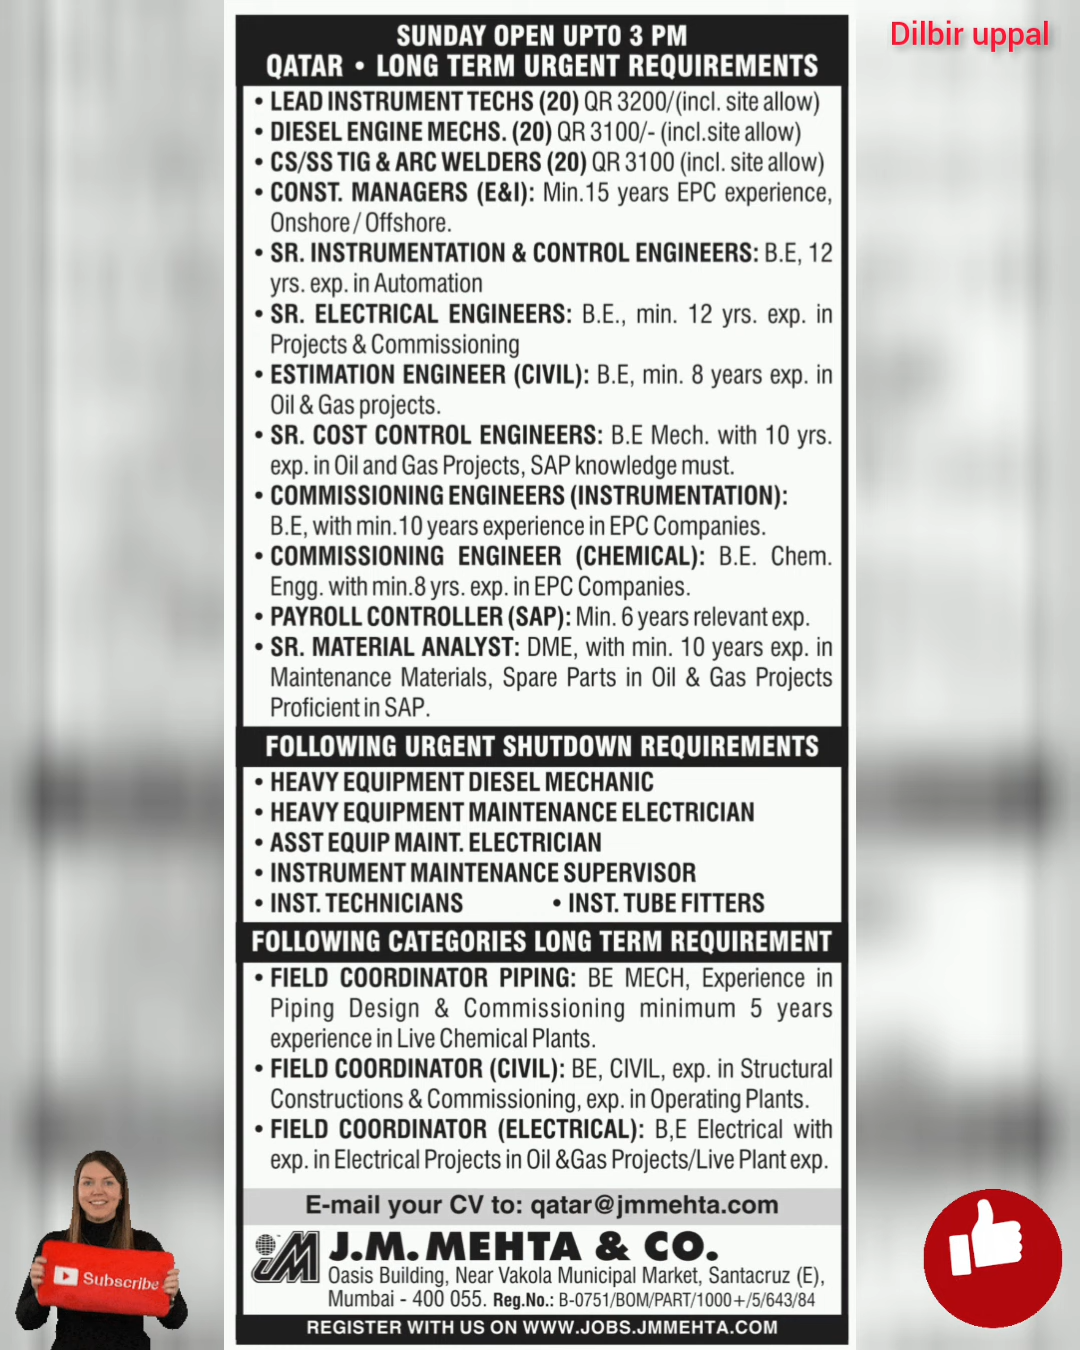 Dilbir uppal
SUNDAY OPEN UPTO 3 PM
QATAR • LONG TERM URGENT REQUIREMENTS
• LEAD INSTRUMENT TECHS (20) QR 3200/(incl. site allow)
• DIESEL ENGINE MECHS. (20) QR 3100/- (incl.site allow)
• CS/SS TIG & ARC WELDERS (20) QR 3100 (incl. site allow)
• CONST. MANAGERS (E&I): Min.15 years EPC experience,
Onshore / Offshore.
• SR. INSTRUMENTATION & CONTROL ENGINEERS: B.E, 12
yrs. exp. in Automation
• SR. ELECTRICAL ENGINEERS: B.E., min. 12 yrs. exp. in
Projects & Commissioning
• ESTIMATION ENGINEER (CIVIL): B.E, min. 8 years exp. in
Oil & Gas projects.
• SR. COST CONTROL ENGINEERS: B.E Mech. with 10 yrs.
exp. in Oil and Gas Projects, SAP knowledge must.
• COMMISSIONING ENGINEERS (INSTRUMENTATION):
B.E, with min.10 years experience in EPC Companies.
• COMMISSIONING ENGINEER (CHEMICAL): B.E. Chem.
Engg. with min.8 yrs. exp. in EPC Companies.
• PAYROLL CONTROLLER (SAP): Min. 6 years relevant exp.
• SR. MATERIAL ANALYST: DME, with min. 10 years exp. in
Maintenance Materials, Spare Parts in Oil & Gas Projects
Proficient in SAP.
FOLLOWING URGENT SHUTDOWN REQUIREMENTS
• HEAVY EQUIPMENT DIESEL MECHANIC
• HEAVY EQUIPMENT MAINTENANCE ELECTRICIAN
• ASST EQUIP MAINT. ELECTRICIAN
• INSTRUMENT MAINTENANCE SUPERVISOR
• INST. TECHNICIANS • INST. TUBE FITTERS
FOLLOWING CATEGORIES LONG TERM REQUIREMENT
• FIELD COORDINATOR PIPING: BE MECH, Experience in
Piping Design & Commissioning minimum 5 years
experience in Live Chemical Plants.
• FIELD COORDINATOR (CIVIL): BE, CIVIL, exp. in Structural
Constructions & Commissioning, exp. in Operating Plants.
• FIELD COORDINATOR (ELECTRICAL): B,E Electrical with
exp. in Electrical Projects in Oil &Gas Projects/Live Plant exp.
E-mail your CV to: qatar@jmmehta.com
JM J.M. MEHTA & CO.
Oasis Building, Near Vakola Municipal Market, Santacruz (E),
Mumbai - 400 055. Reg.No.: B-0751/BOM/PART/1000+/5/643/84
REGISTER WITH US ON WWW.JOBS.JMMEHTA.COM
Subscribe